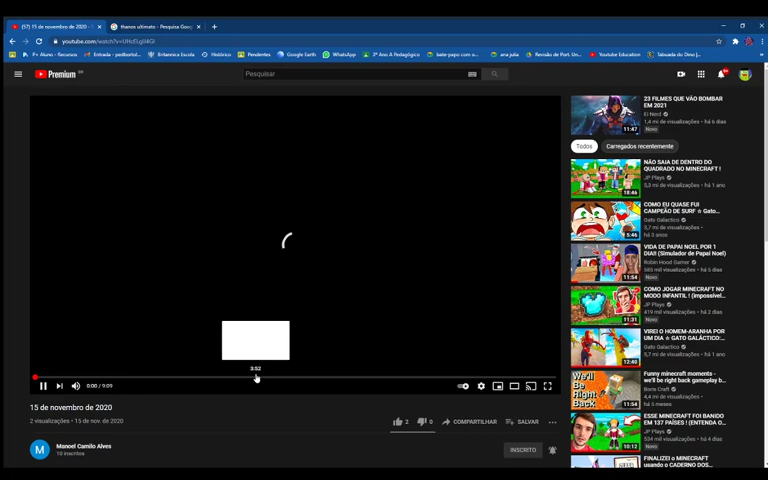 (57) 15 de novembro de 2020 -
thanos ultimato - Pesquisa Goog
youtube.com/watch?v=
P+ Aluno - Recursos
Britannica Escola
Histórico
Pendentes
Google Earth
WhatsApp
2º Ano A Pedagógico
bate-papo com o
ana julia
Revisão de Port. Un...
Youtube Education
Tabuada do Dino |
Premium BR
Pesquisar
9+
23 FILMES QUE VÃO BOMBAR
EM 2021
Ei Nerd
1,4 mi de visualizações • há 6 dias
Novo
11:47
Todos
Carregados recentemente
NÃO SAIA DE DENTRO DO
QUADRADO NO MINECRAFT !
JP Plays
5,3 mi de visualizações • há 1 ano
18:46
COMO EU QUASE FUI
CAMPEÃO DE SURF ☆ Gato...
Gato Galactico
3,7 mi de visualizações •
há 3 anos
5:46
VIDA DE PAPAI NOEL POR 1
DIA!! (Simulador de Papai Noel)
Robin Hood Gamer
585 mil visualizações • há 5 dias
Novo
11:54
COMO JOGAR MINECRAFT NO
MODO INFANTIL ! (impossível...
JP Plays
419 mil visualizações • há 2 dias
Novo
11:31
VIREI O HOMEM-ARANHA POR
UM DIA ☆ GATO GALÁCTICO...
Gato Galactico
5,7 mi de visualizações • há 1 ano
12:40
Funny minecraft moments -
we'll be right back gameplay b...
Boris Craft
4,4 mi de visualizações •
há 5 meses
We'll
Be
Right
Back
11:54
ESSE MINECRAFT FOI BANIDO
EM 137 PAÍSES ! (ENTENDA O...
JP Plays
534 mil visualizações • há 4 dias
Novo
10:12
FINALIZEI o MINECRAFT
usando o CADERNO DOS...
3:52
0:00 / 9:09
15 de novembro de 2020
2 visualizações • 15 de nov. de 2020
2
0
COMPARTILHAR
SALVAR
M
Manoel Camilo Alves
10 inscritos
INSCRITO